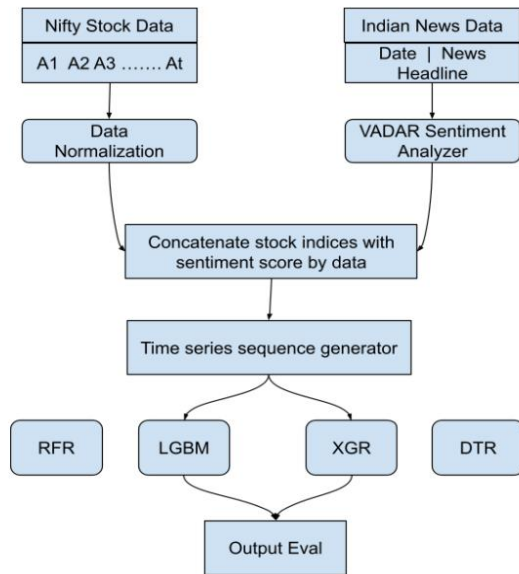 Nifty Stock Data
A1 A2 A3 ....... At
Indian News Data
Date | News
Headline
Data
Normalization
VADAR Sentiment
Analyzer
Concatenate stock indices with
sentiment score by data
Time series sequence generator
RFR
LGBM
XGR
DTR
Output Eval